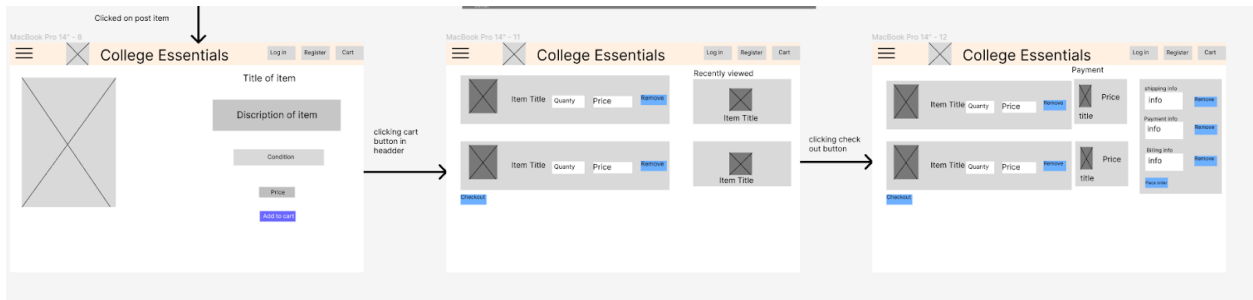 Clicked on post item
MacBook Pro 14" - 8
College Essentials
Log in
Register
Cart
Title of item
Discription of item
Condition
Price
Add to cart
clicking cart
button in
headder
MacBook Pro 14" - 11
College Essentials
Log in
Register
Cart
Item Title
Quanty
Price
Remove
Item Title
Quanty
Price
Remove
Checkout
Recently viewed
Item Title
Item Title
clicking check
out button
MacBook Pro 14" - 12
College Essentials
Log in
Register
Cart
Item Title
Quanty
Price
Remove
Item Title
Quanty
Price
Remove
Checkout
Payment
Price
title
Price
title
shipping info
info
Remove
Payment info
info
Remove
Billing info
info
Remove
Place order